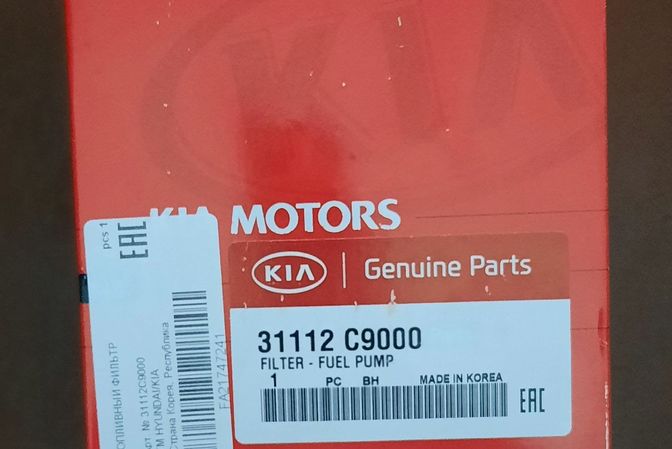 KIA
KIA MOTORS
KIA Genuine Parts
31112 C9000
FILTER - FUEL PUMP
1 PC BH MADE IN KOREA
EAC
pcs 1
EAC
ТОПЛИВНЫЙ ФИЛЬТР
№ 31112C9000
HYUNDAI/KIA
Страна Корея, Республика
FA21747241